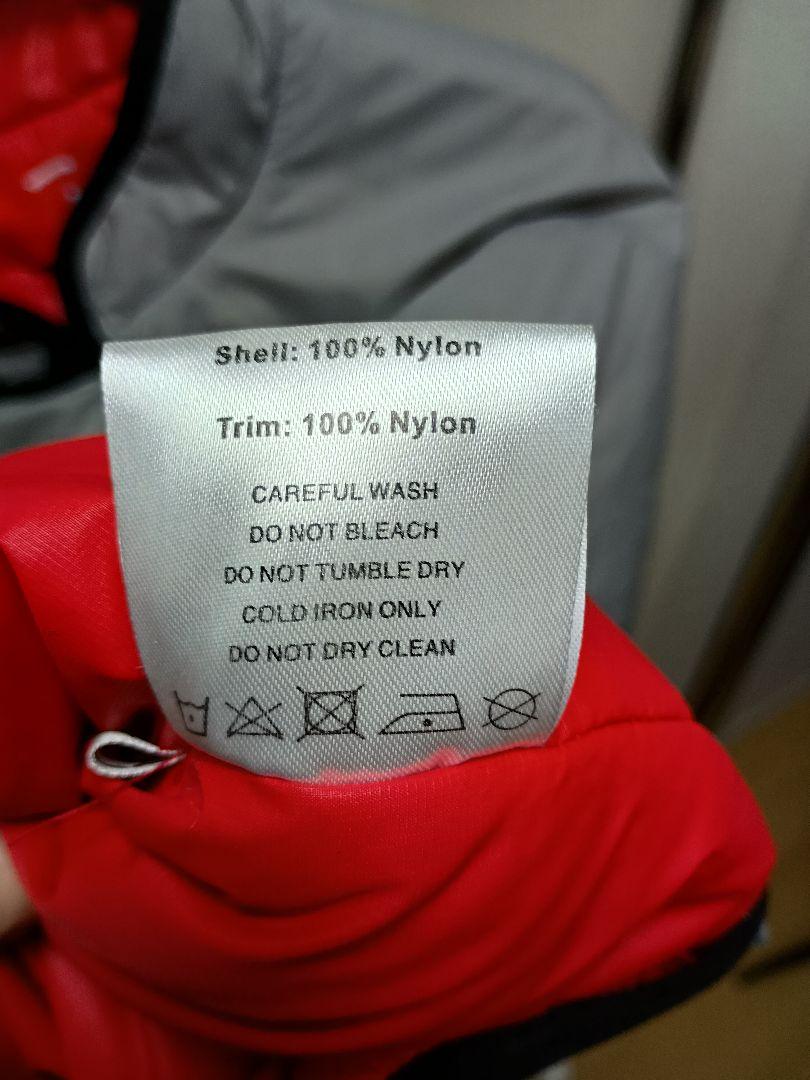 Shell: 100% Nylon
Trim: 100% Nylon
CAREFUL WASH
DO NOT BLEACH
DO NOT TUMBLE DRY
COLD IRON ONLY
DO NOT DRY CLEAN